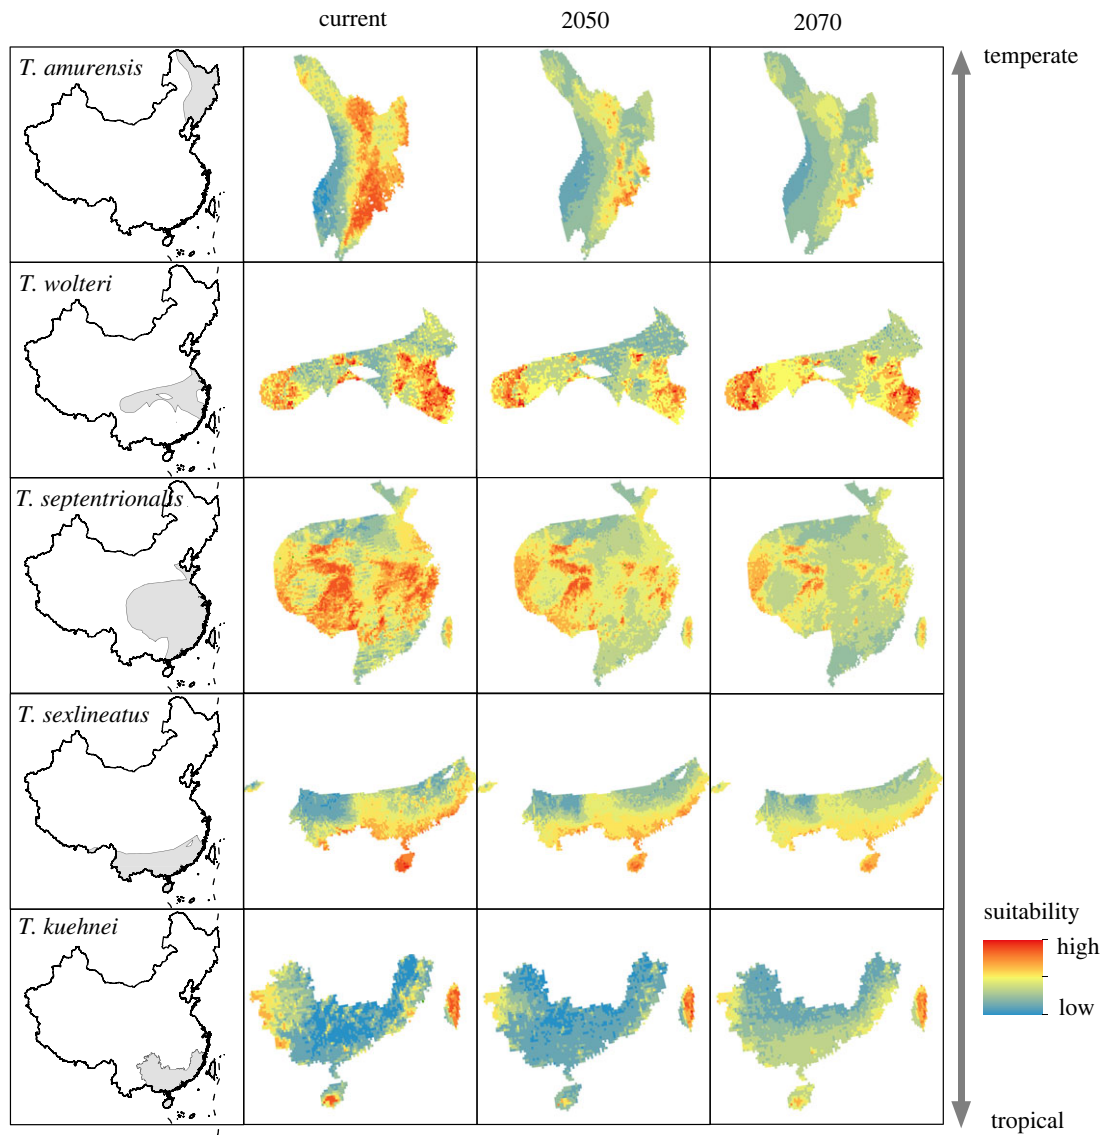 current 2050 2070
T. amurensis
temperate
T. wolteri
T. septentrionalis
T. sexlineatus
suitability
T. kuehnei
high
low
tropical